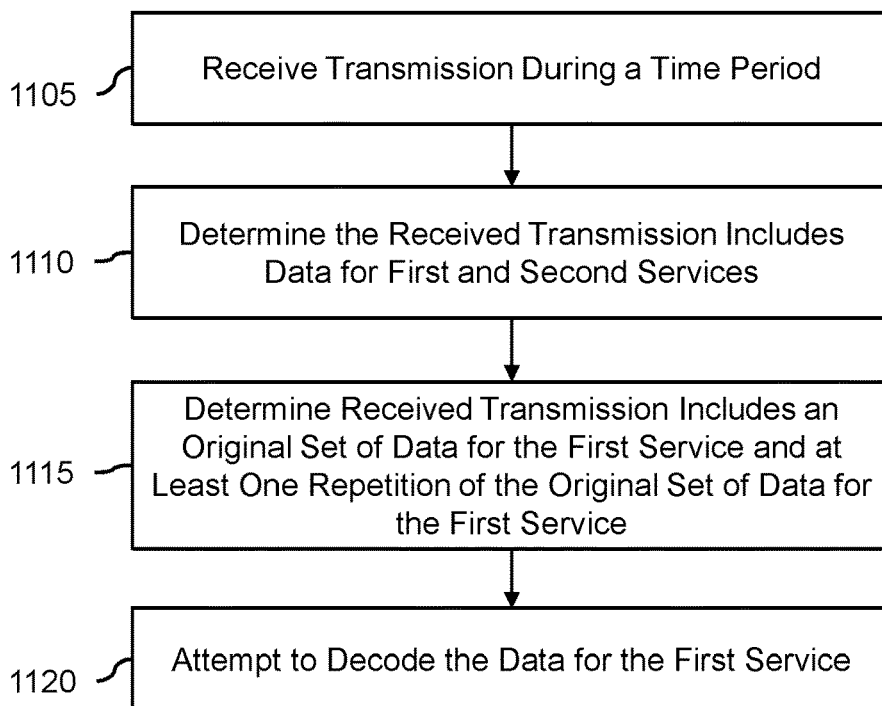 1105
Receive Transmission During a Time Period
1110
Determine the Received Transmission Includes
Data for First and Second Services
1115
Determine Received Transmission Includes an
Original Set of Data for the First Service and at
Least One Repetition of the Original Set of Data for
the First Service
1120
Attempt to Decode the Data for the First Service